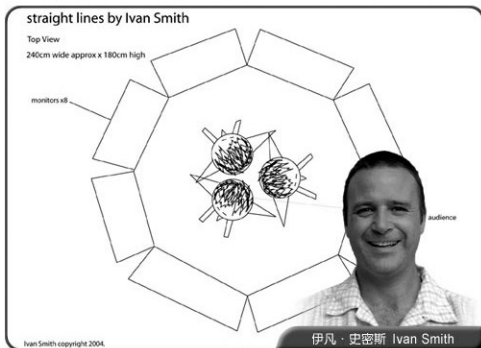 straight lines by Ivan Smith
Top View
240cm wide approx x 180cm high
monitors x8
audience
伊凡·史密斯 Ivan Smith
Ivan Smith copyright 2004.